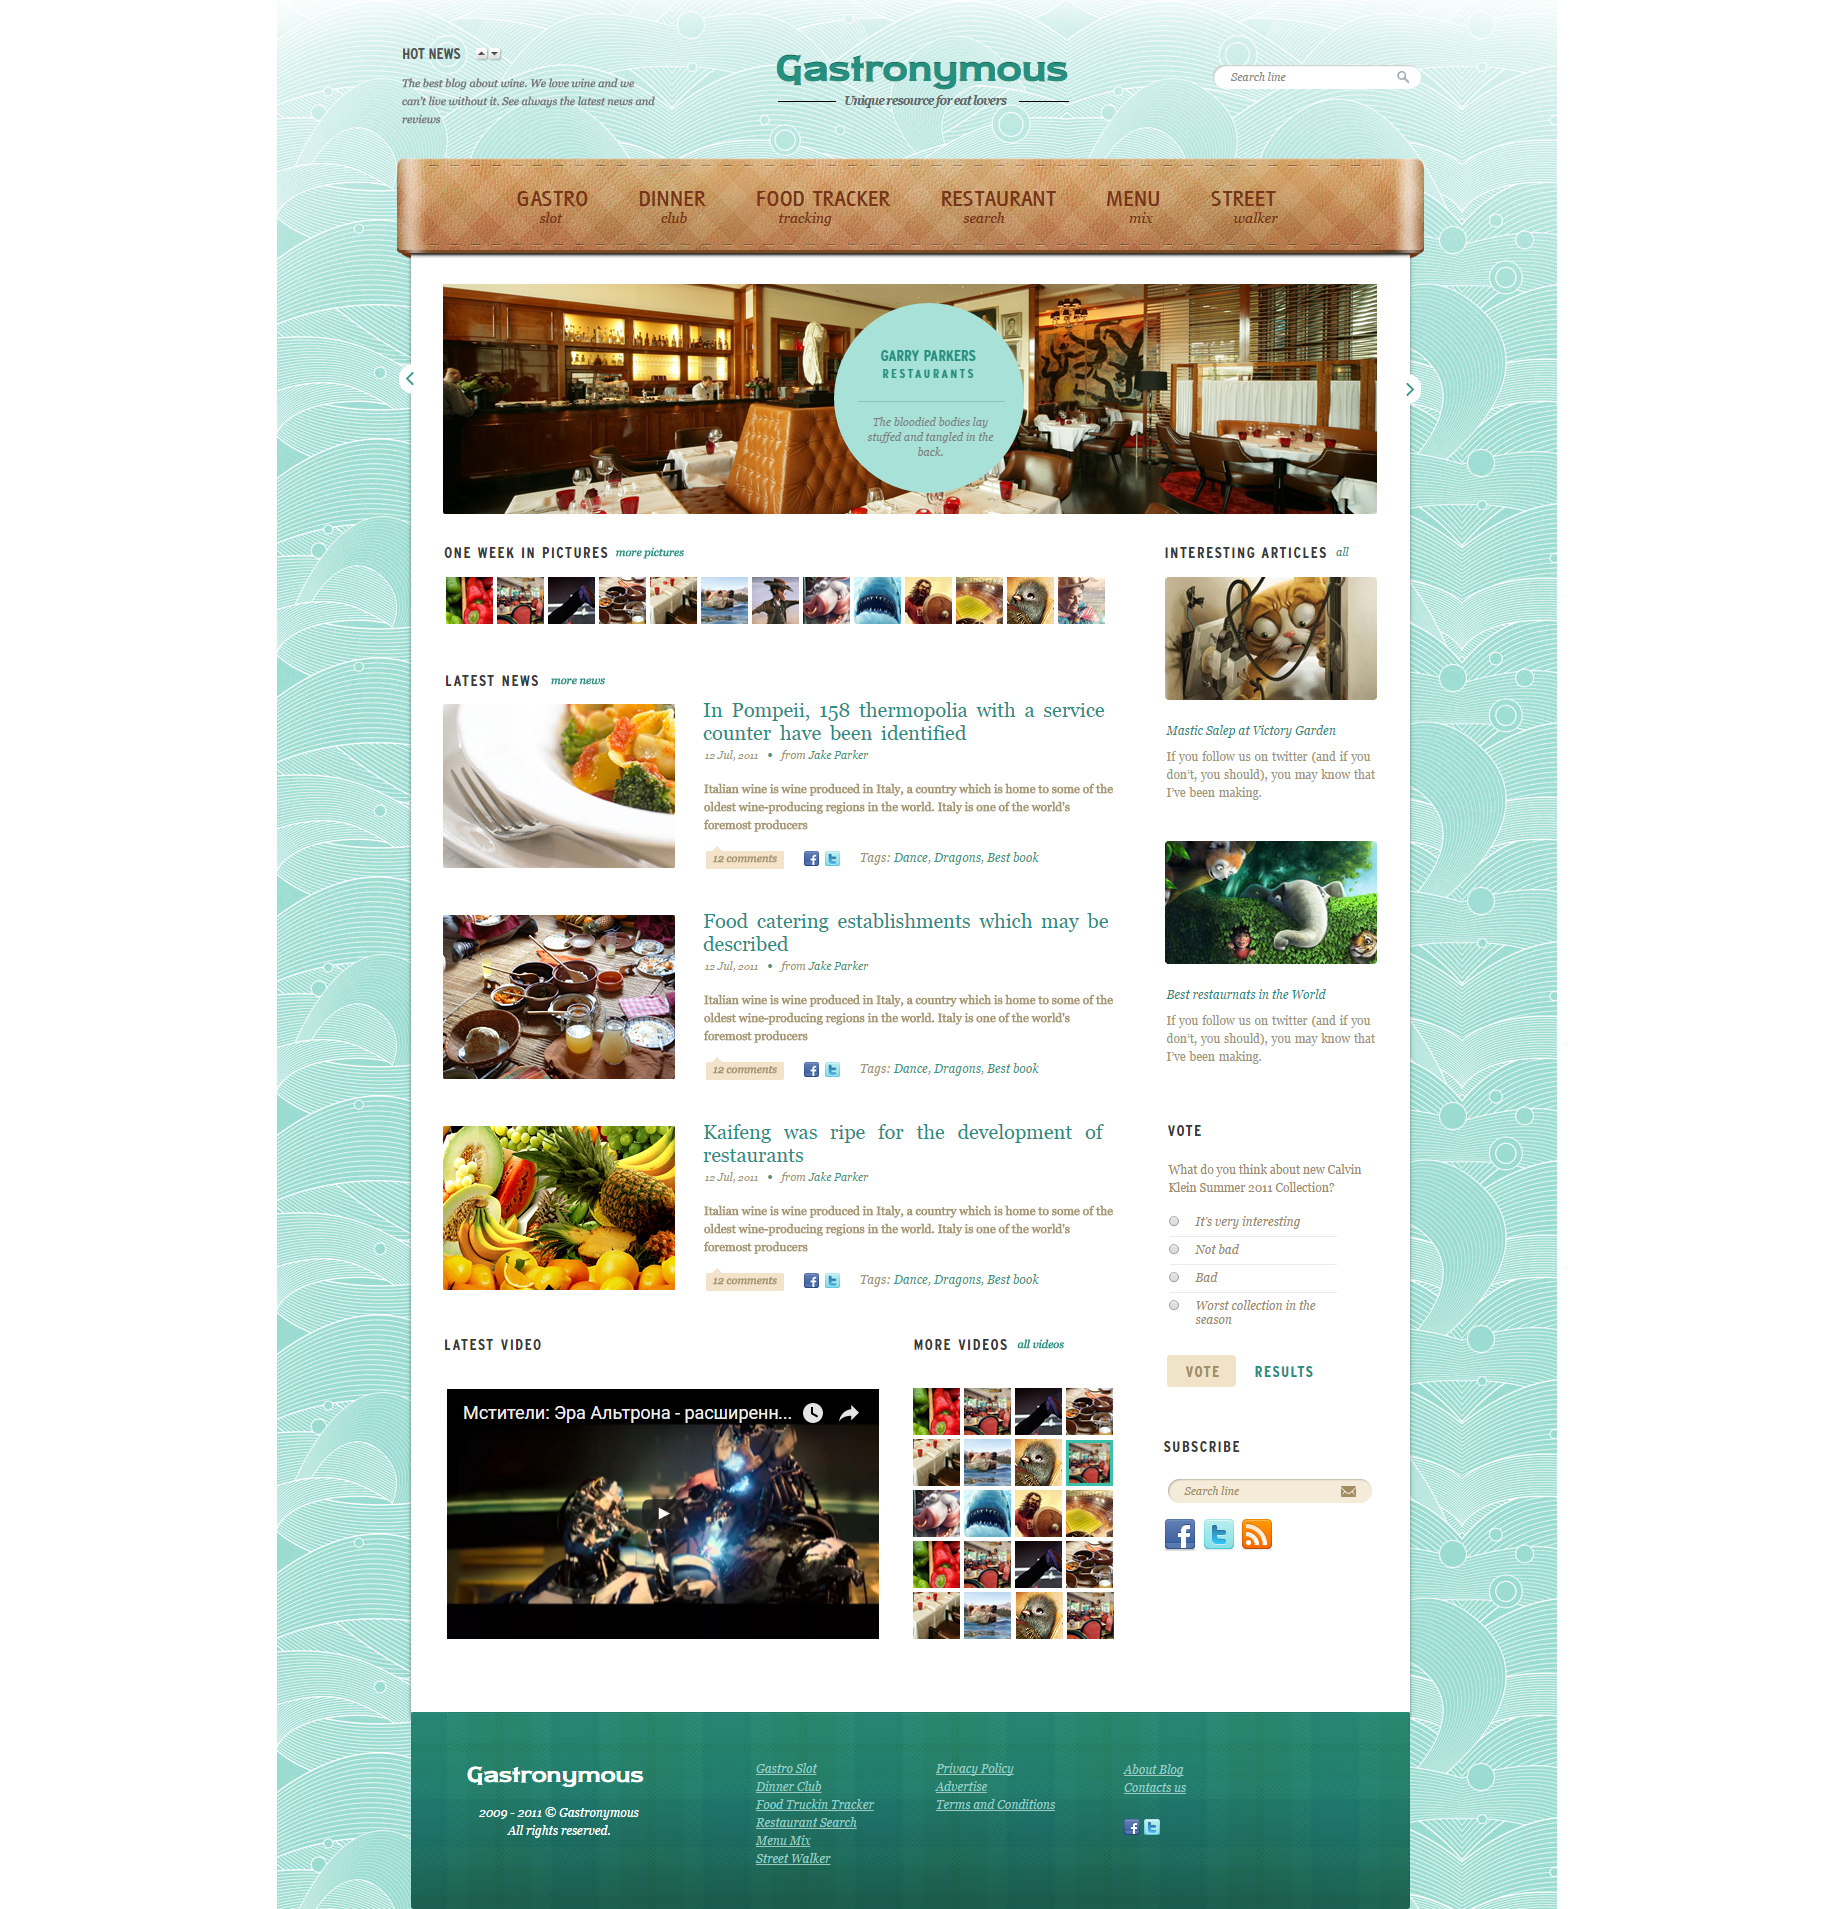 HOT NEWS
The best blog about wine. We love wine and we
can't live without it. See always the latest news and
reviews
Gastronymous
Unique resource for eat lovers
Search line
GASTRO
slot
DINNER
club
FOOD TRACKER
tracking
RESTAURANT
search
MENU
mix
STREET
walker
GARRY PARKERS
RESTAURANTS
The bloodied bodies lay
stuffed and tangled in the
back.
ONE WEEK IN PICTURES more pictures
LATEST NEWS more news
In Pompeii, 158 thermopolia with a service
counter have been identified
12 Jul, 2011 • from Jake Parker
Italian wine is wine produced in Italy, a country which is home to some of the
oldest wine-producing regions in the world. Italy is one of the world's
foremost producers
12 comments Tags: Dance, Dragons, Best book
Food catering establishments which may be
described
12 Jul, 2011 • from Jake Parker
Italian wine is wine produced in Italy, a country which is home to some of the
oldest wine-producing regions in the world. Italy is one of the world's
foremost producers
12 comments Tags: Dance, Dragons, Best book
Kaifeng was ripe for the development of
restaurants
12 Jul, 2011 • from Jake Parker
Italian wine is wine produced in Italy, a country which is home to some of the
oldest wine-producing regions in the world. Italy is one of the world's
foremost producers
12 comments Tags: Dance, Dragons, Best book
LATEST VIDEO
Мстители: Эра Альтрона - расширенн...
MORE VIDEOS all videos
INTERESTING ARTICLES all
Mastic Salep at Victory Garden
If you follow us on twitter (and if you
don't, you should), you may know that
I've been making.
Best restaurnats in the World
If you follow us on twitter (and if you
don't, you should), you may know that
I've been making.
VOTE
What do you think about new Calvin
Klein Summer 2011 Collection?
It's very interesting
Not bad
Bad
Worst collection in the
season
VOTE RESULTS
SUBSCRIBE
Search line
Gastronymous
2009 - 2011 © Gastronymous
All rights reserved.
Gastro Slot
Dinner Club
Food Truckin Tracker
Restaurant Search
Menu Mix
Street Walker
Privacy Policy
Advertise
Terms and Conditions
About Blog
Contacts us